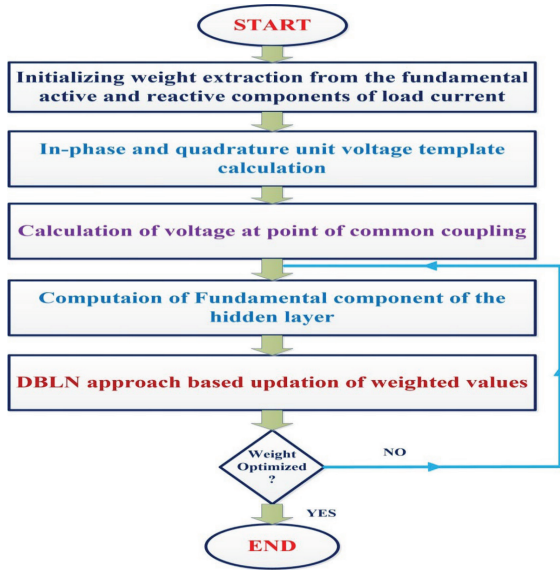 START
Initializing weight extraction from the fundamental
active and reactive components of load current
In-phase and quadrature unit voltage template
calculation
Calculation of voltage at point of common coupling
Computaion of Fundamental component of the
hidden layer
DBLN approach based updation of weighted values
Weight
Optimized
?
NO
YES
END